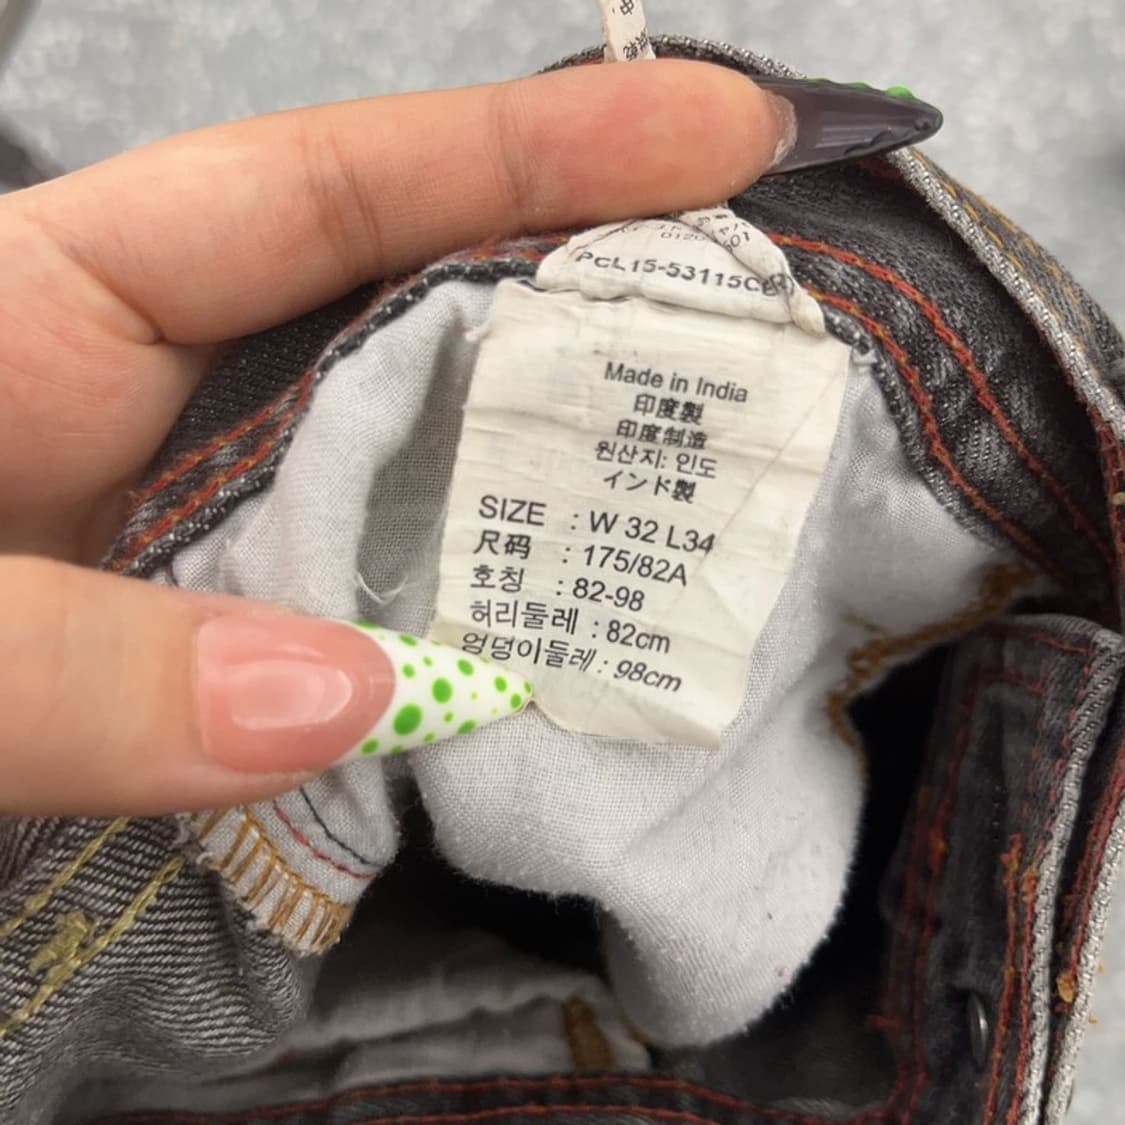 中
PCL15-53115C
Made in India
印度製
印度制造
원산지: 인도
インド製
SIZE : W 32 L34
尺码 : 175/82A
호칭 : 82-98
허리둘레 : 82cm
엉덩이둘레 : 98cm